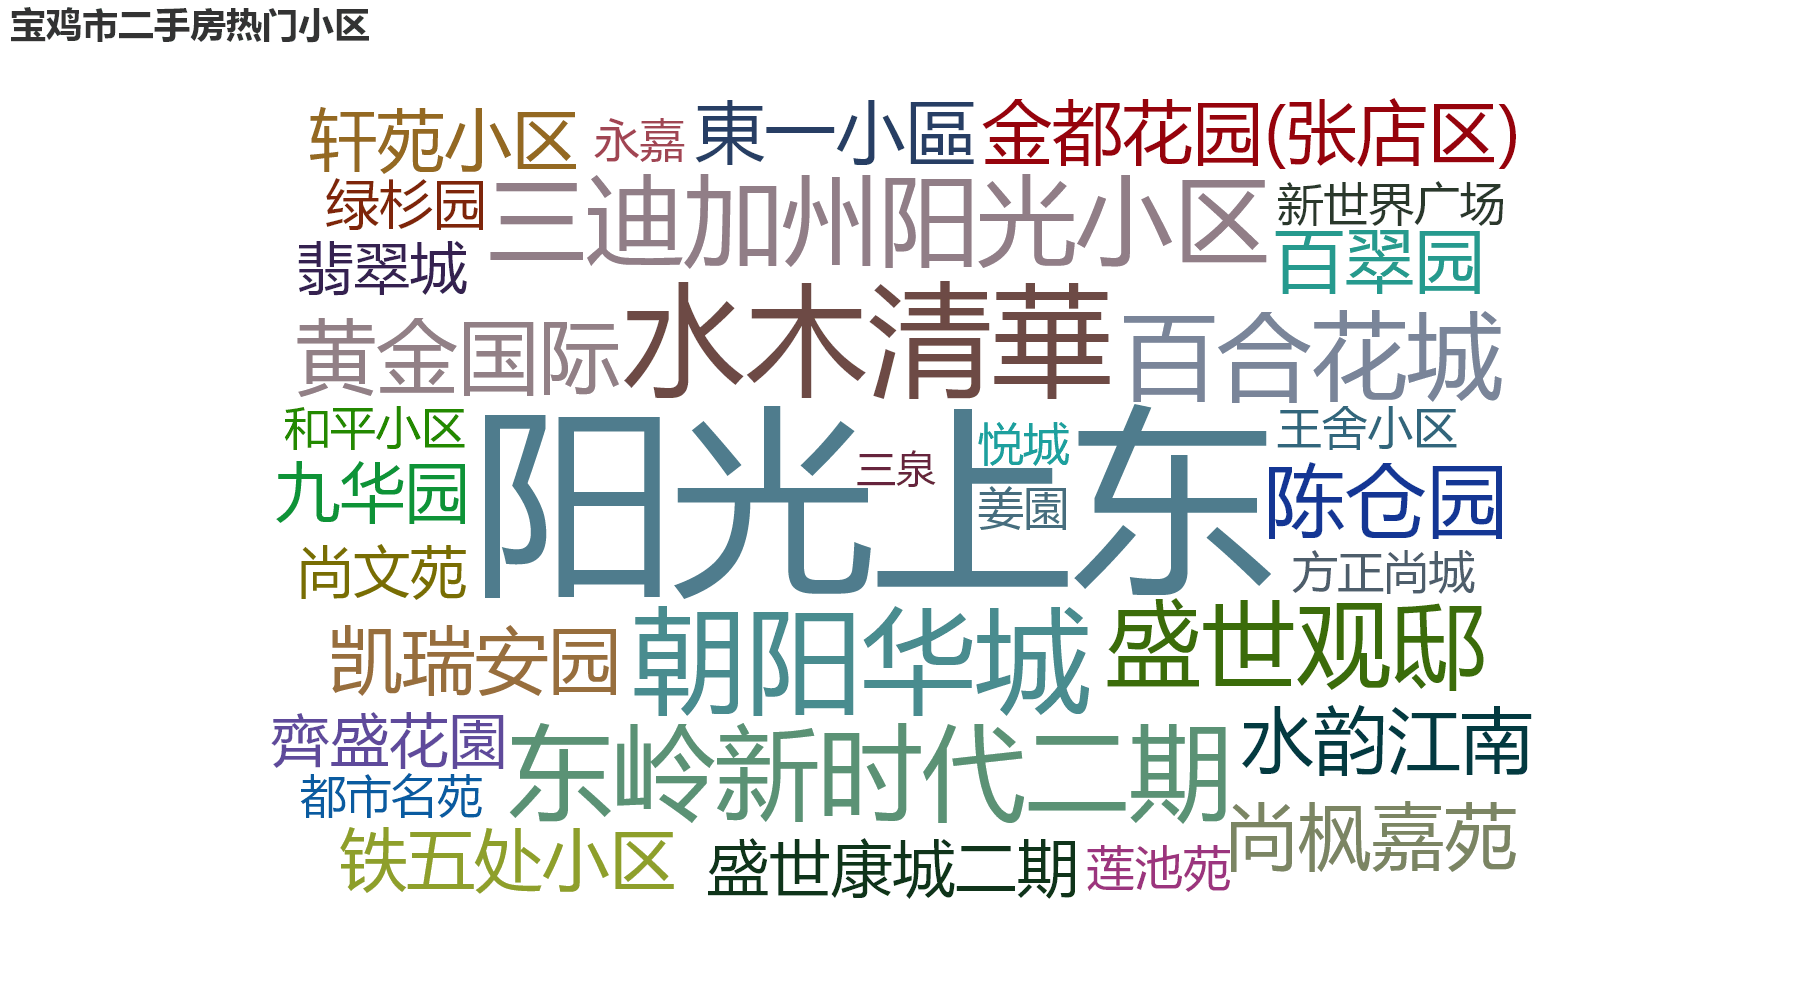 宝鸡市二手房热门小区
轩苑小区
永嘉
東一小區
金都花园(张店区)
绿杉园
三迪加州阳光小区
新世界广场
翡翠城
百翠园
黄金国际
水木清華
百合花城
和平小区
阳光上东
三泉
悦城
王舍小区
九华园
姜園
陈仓园
尚文苑
方正尚城
凯瑞安园
朝阳华城
盛世观邸
齊盛花園
东岭新时代二期
水韵江南
都市名苑
铁五处小区
盛世康城二期
莲池苑
尚枫嘉苑